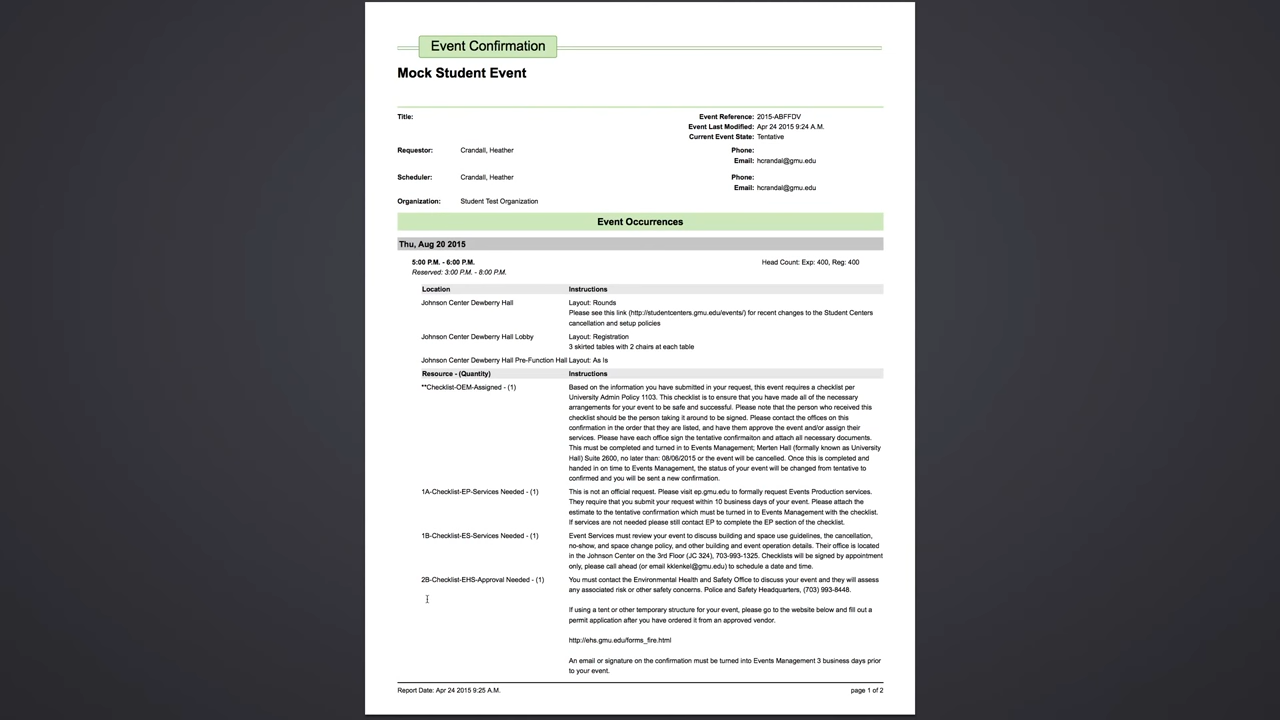 Event Confirmation
Mock Student Event
Title:
Event Reference: 2015-ABFFDV
Event Last Modified: Apr 24 2015 9:24 A.M.
Current Event State: Tentative
Requestor: Crandall, Heather Phone:
Email: hcrandal@gmu.edu
Scheduler: Crandall, Heather Phone:
Email: hcrandal@gmu.edu
Organization: Student Test Organization
Event Occurrences
Thu, Aug 20 2015
5:00 P.M. - 6:00 P.M. Head Count: Exp: 400, Reg: 400
Reserved: 3:00 P.M. - 8:00 P.M.
Location Instructions
Johnson Center Dewberry Hall Layout: Rounds
Please see this link (http://studentcenters.gmu.edu/events/) for recent changes to the Student Centers
cancellation and setup policies
Johnson Center Dewberry Hall Lobby Layout: Registration
3 skirted tables with 2 chairs at each table
Johnson Center Dewberry Hall Pre-Function Hall Layout: As Is
Resource - (Quantity) Instructions
**Checklist-OEM-Assigned - (1) Based on the information you have submitted in your request, this event requires a checklist per
University Admin Policy 1103. This checklist is to ensure that you have made all of the necessary
arrangements for your event to be safe and successful. Please note that the person who received this
checklist should be the person taking it around to be signed. Please contact the offices on this
confirmation in the order that they are listed, and have them approve the event and/or assign their
services. Please have each office sign the tentative confirmaiton and attach all necessary documents.
This must be completed and turned in to Events Management; Merten Hall (formally known as University
Hall) Suite 2600, no later than: 08/06/2015 or the event will be cancelled. Once this is completed and
handed in on time to Events Management, the status of your event will be changed from tentative to
confirmed and you will be sent a new confirmation.
1A-Checklist-EP-Services Needed - (1) This is not an official request. Please visit ep.gmu.edu to formally request Events Production services.
They require that you submit your request within 10 business days of your event. Please attach the
estimate to the tentative confirmation which must be turned in to Events Management with the checklist.
If services are not needed please still contact EP to complete the EP section of the checklist.
1B-Checklist-ES-Services Needed - (1) Event Services must review your event to discuss building and space use guidelines, the cancellation,
no-show, and space change policy, and other building and event operation details. Their office is located
in the Johnson Center on the 3rd Floor (JC 324), 703-993-1325. Checklists will be signed by appointment
only, please call ahead (or email kklenkel@gmu.edu) to schedule a date and time.
2B-Checklist-EHS-Approval Needed - (1) You must contact the Environmental Health and Safety Office to discuss your event and they will assess
any associated risk or other safety concerns. Police and Safety Headquarters, (703) 993-8448.
If using a tent or other temporary structure for your event, please go to the website below and fill out a
permit application after you have ordered it from an approved vendor.
http://ehs.gmu.edu/forms_fire.html
An email or signature on the confirmation must be turned into Events Management 3 business days prior
to your event.
Report Date: Apr 24 2015 9:25 A.M. page 1 of 2